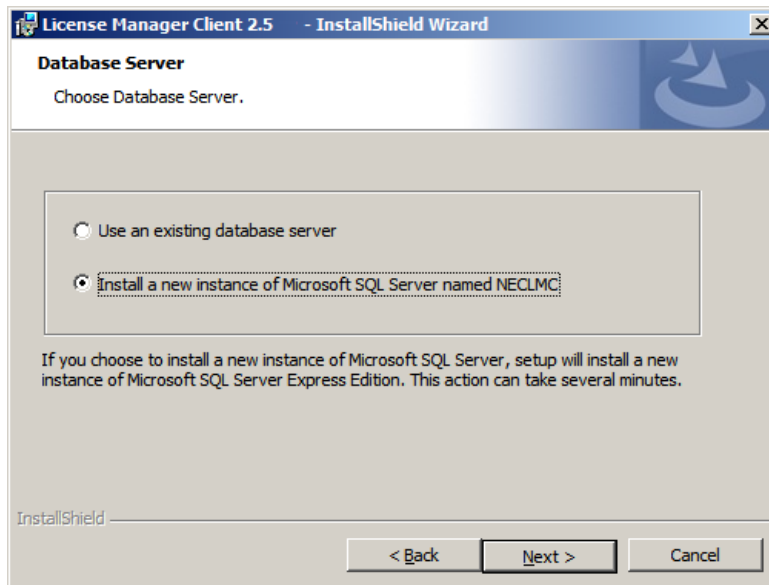 License Manager Client 2.5 - InstallShield Wizard
Database Server
Choose Database Server.
Use an existing database server
Install a new instance of Microsoft SQL Server named NECLMC
If you choose to install a new instance of Microsoft SQL Server, setup will install a new
instance of Microsoft SQL Server Express Edition. This action can take several minutes.
InstallShield
< Back Next > Cancel